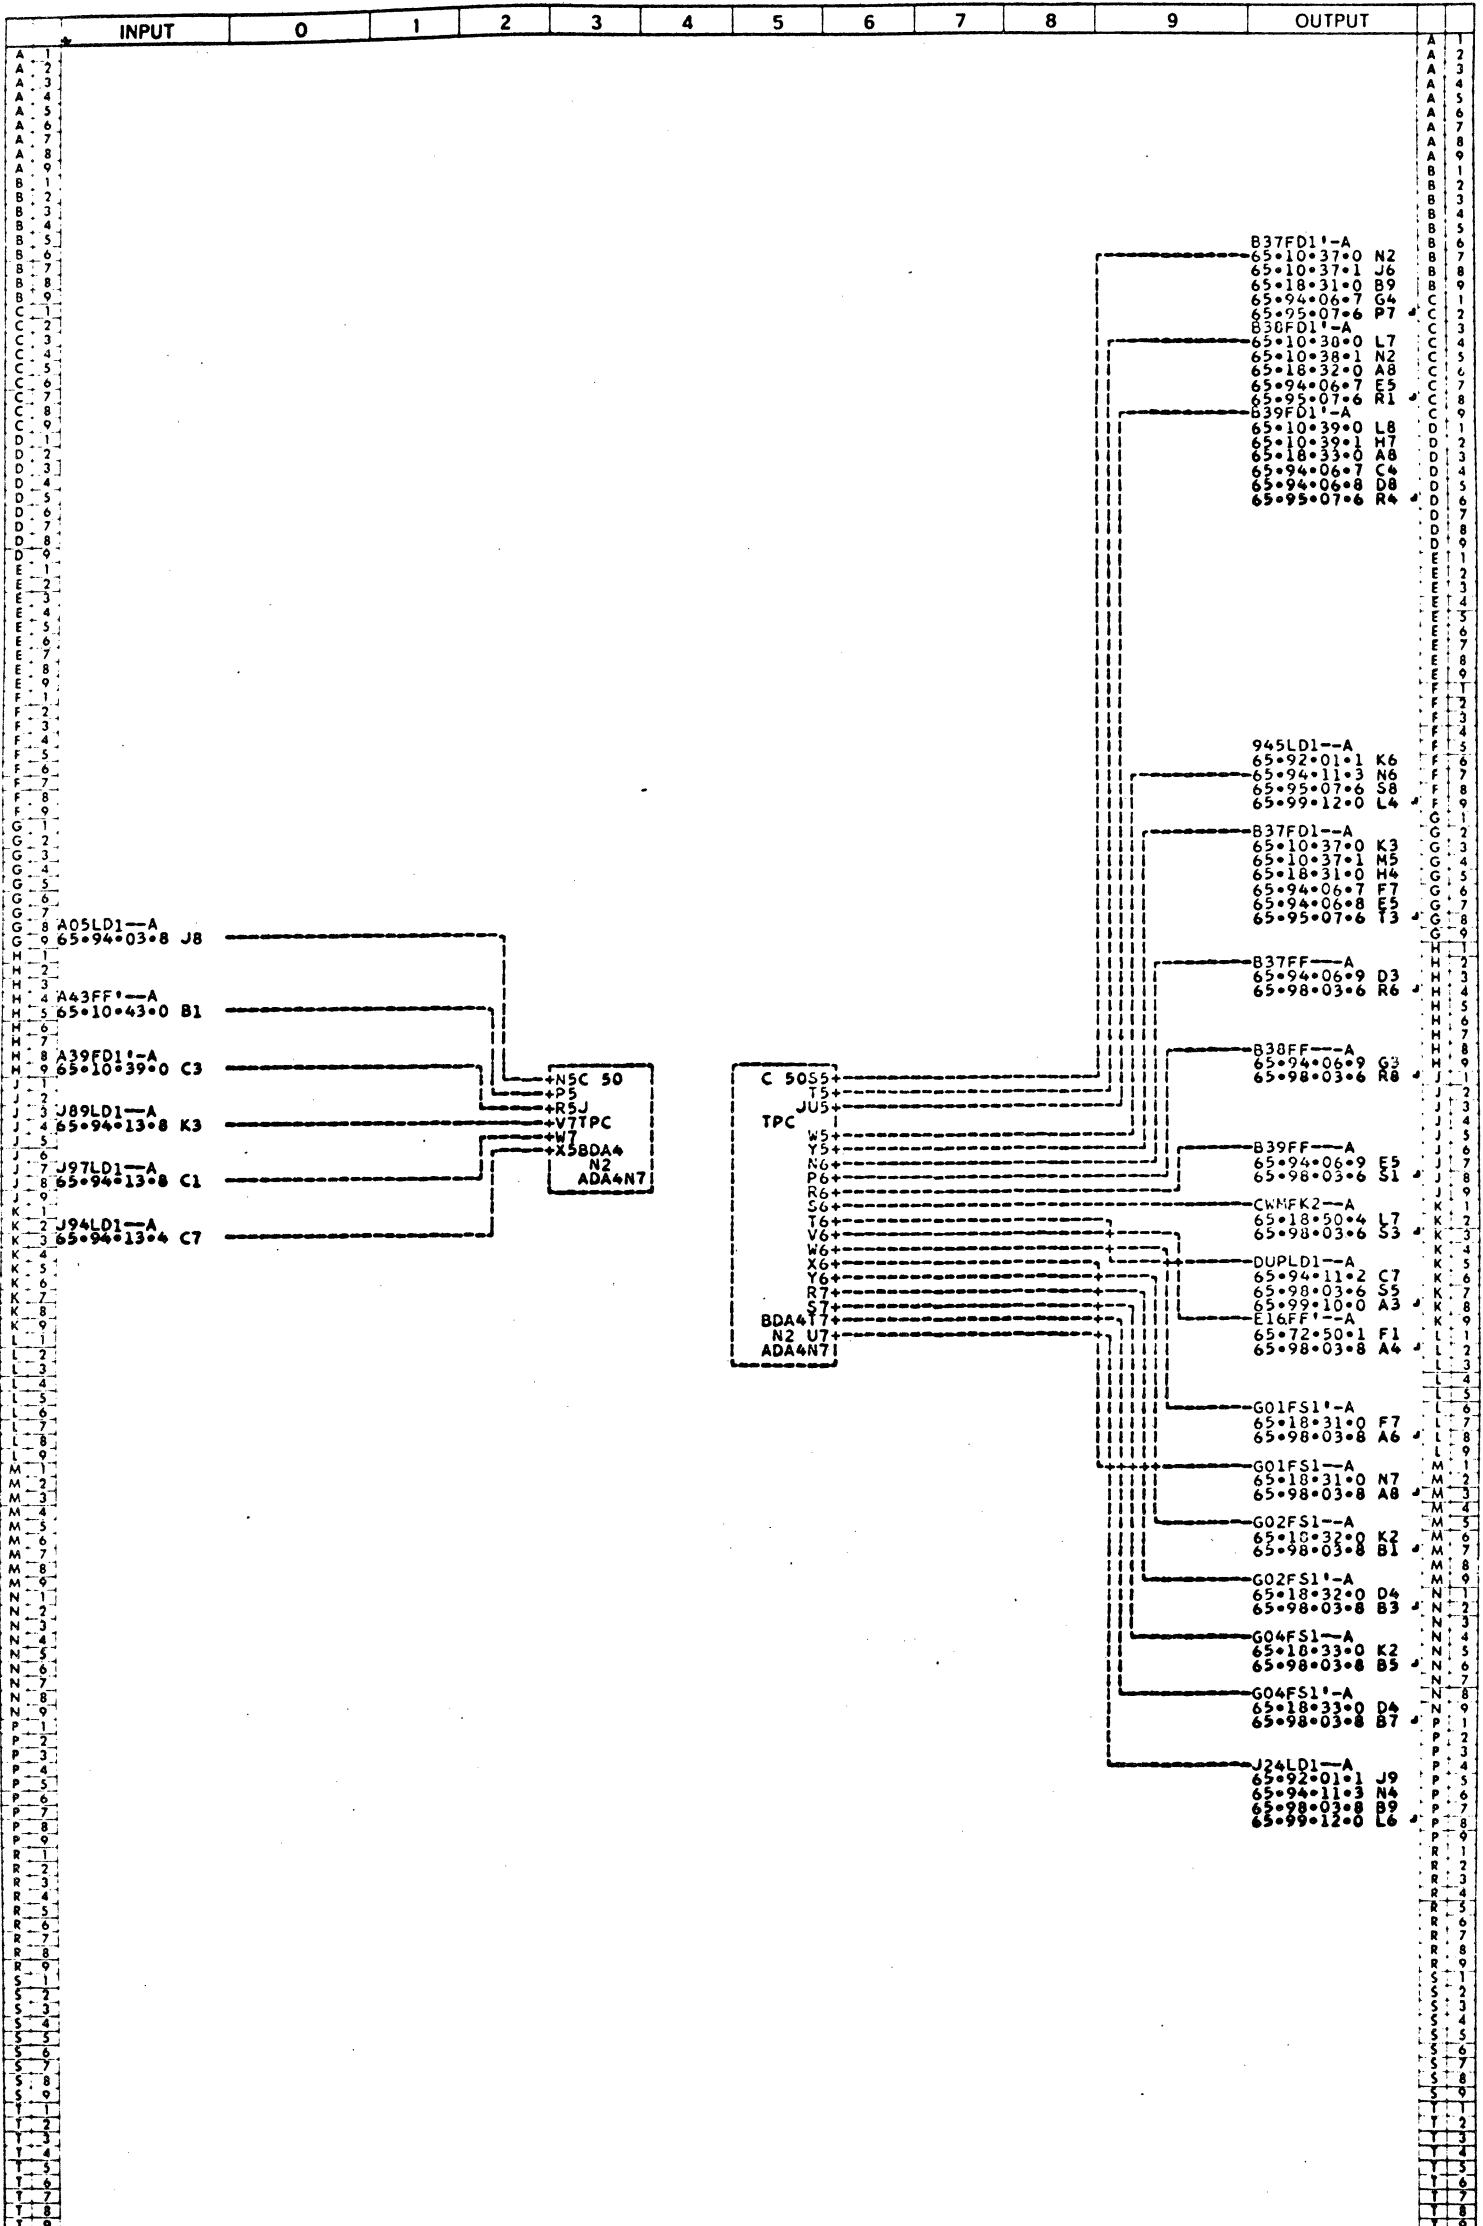 INPUT 0 1 2 3 4 5 6 7 8 9 OUTPUT
B37FD1'-A
65•10•37•0 N2
65•10•37•1 J6
65•18•31•0 B9
65•94•06•7 G4
65•95•07•6 P7
B38FD1'-A
65•10•38•0 L7
65•10•38•1 N2
65•18•32•0 A8
65•94•06•7 E5
65•95•07•6 R1
B39FD1'-A
65•10•39•0 L8
65•10•39•1 H7
65•18•33•0 A8
65•94•06•7 C4
65•94•06•8 D8
65•95•07•6 R4
945LD1--A
65•92•01•1 K6
65•94•11•3 N6
65•95•07•6 S8
65•99•12•0 L4
B37FD1--A
65•10•37•0 K3
65•10•37•1 M5
65•18•31•0 H4
65•94•06•7 F7
65•94•06•8 E5
65•95•07•6 T3
B37FF---A
65•94•06•9 D3
65•98•03•6 R6
B38FF---A
65•94•06•9 G3
65•98•03•6 R8
B39FF---A
65•94•06•9 E5
65•98•03•6 S1
CWMFK2--A
65•18•50•4 L7
65•98•03•6 S3
DUPLD1--A
65•94•11•2 C7
65•98•03•6 S5
65•99•10•0 A3
E16FF'--A
65•72•50•1 F1
65•98•03•8 A4
G01FS1'-A
65•18•31•0 F7
65•98•03•8 A6
G01FS1--A
65•18•31•0 N7
65•98•03•8 A8
G02FS1--A
65•18•32•0 K2
65•98•03•8 B1
G02FS1'-A
65•18•32•0 D4
65•98•03•8 B3
G04FS1--A
65•18•33•0 K2
65•98•03•8 B5
G04FS1'-A
65•18•33•0 D4
65•98•03•8 B7
J24LD1--A
65•92•01•1 J9
65•94•11•3 N4
65•98•03•8 B9
65•99•12•0 L6
A05LD1--A
65•94•03•8 J8
A43FF'--A
65•10•43•0 B1
A39FD1'-A
65•10•39•0 C3
J89LD1--A
65•94•13•8 K3
J97LD1--A
65•94•13•8 C1
J94LD1--A
65•94•13•4 C7
+N5C 50
+P5
+R5J
+V7TPC
+W7
+X5BDA4
N2
ADA4N7
C 50S5+
T5+
JU5+
TPC
W5+
Y5+
N6+
P6+
R6+
S6+
T6+
V6+
W6+
X6+
Y6+
R7+
S7+
BDA4T7+
N2 U7+
ADA4N7